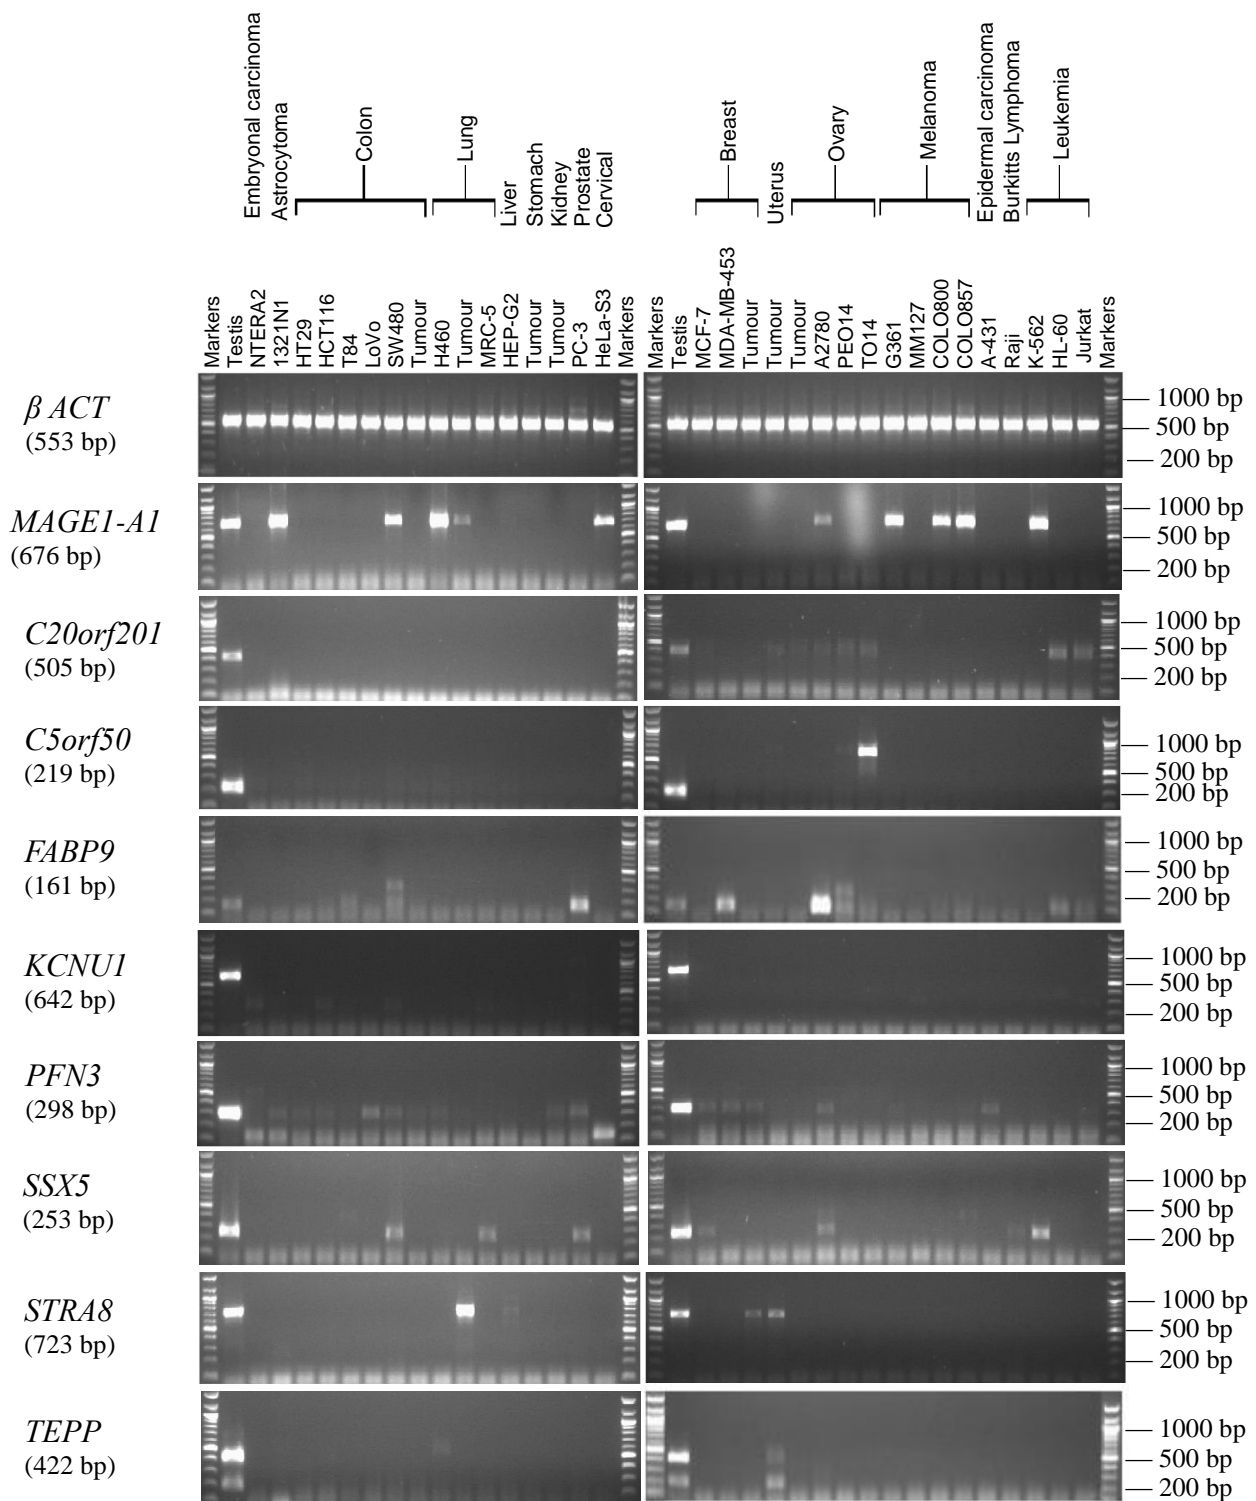 Embryonal carcinoma
Astrocytoma
Colon
Lung
Liver
Stomach
Kidney
Prostate
Cervical
Breast
Uterus
Ovary
Melanoma
Epidermal carcinoma
Burkitts Lymphoma
Leukemia
Markers
Testis
NTERA2
1321N1
HT29
HCT116
T84
LoVo
SW480
Tumour
H460
Tumour
MRC-5
HEP-G2
Tumour
Tumour
PC-3
HeLa-S3
Markers
Markers
Testis
MCF-7
MDA-MB-453
Tumour
Tumour
Tumour
A2780
PEO14
TO14
G361
MM127
COLO800
COLO857
A-431
Raji
K-562
HL-60
Jurkat
Markers
β ACT
(553 bp)
1000 bp
500 bp
200 bp
MAGE1-A1
(676 bp)
1000 bp
500 bp
200 bp
C20orf201
(505 bp)
1000 bp
500 bp
200 bp
C5orf50
(219 bp)
1000 bp
500 bp
200 bp
FABP9
(161 bp)
1000 bp
500 bp
200 bp
KCNU1
(642 bp)
1000 bp
500 bp
200 bp
PFN3
(298 bp)
1000 bp
500 bp
200 bp
SSX5
(253 bp)
1000 bp
500 bp
200 bp
STRA8
(723 bp)
1000 bp
500 bp
200 bp
TEPP
(422 bp)
1000 bp
500 bp
200 bp